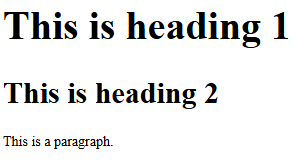 This is heading 1
This is heading 2
This is a paragraph.